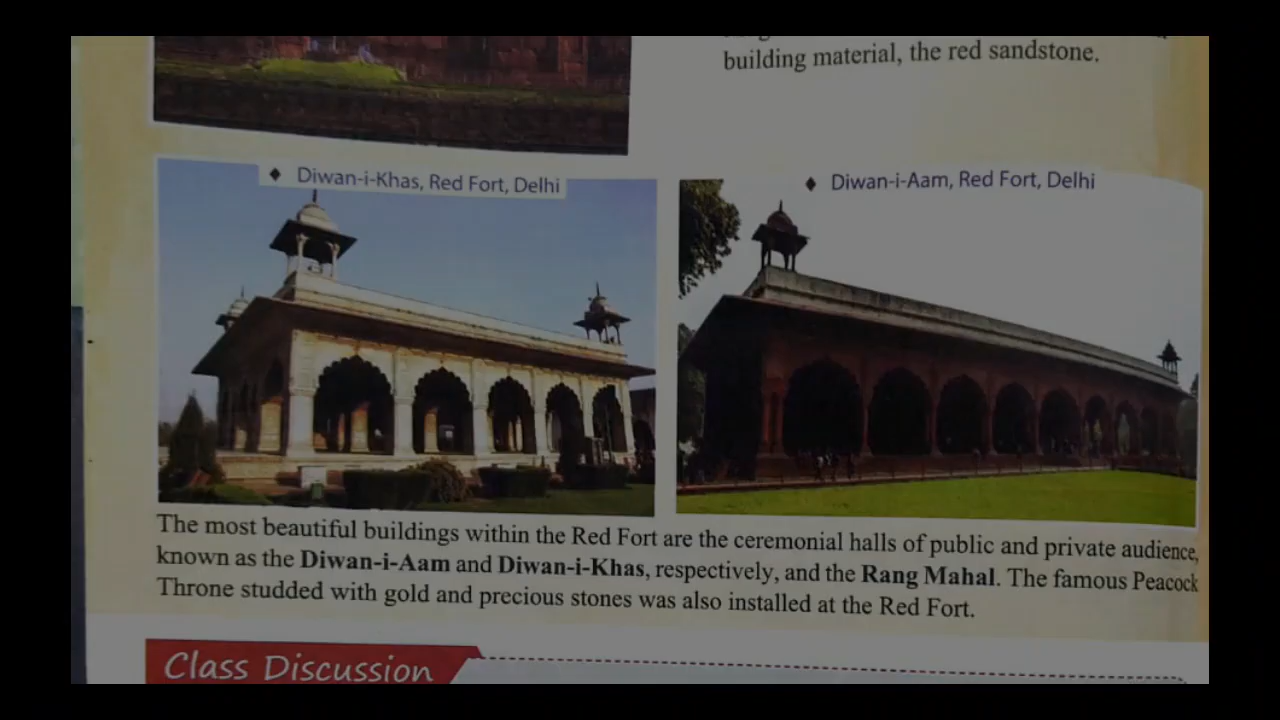 building material, the red sandstone.
♦ Diwan-i-Khas, Red Fort, Delhi
♦ Diwan-i-Aam, Red Fort, Delhi
The most beautiful buildings within the Red Fort are the ceremonial halls of public and private audience,
known as the Diwan-i-Aam and Diwan-i-Khas, respectively, and the Rang Mahal. The famous Peacock
Throne studded with gold and precious stones was also installed at the Red Fort.
Class Discussion